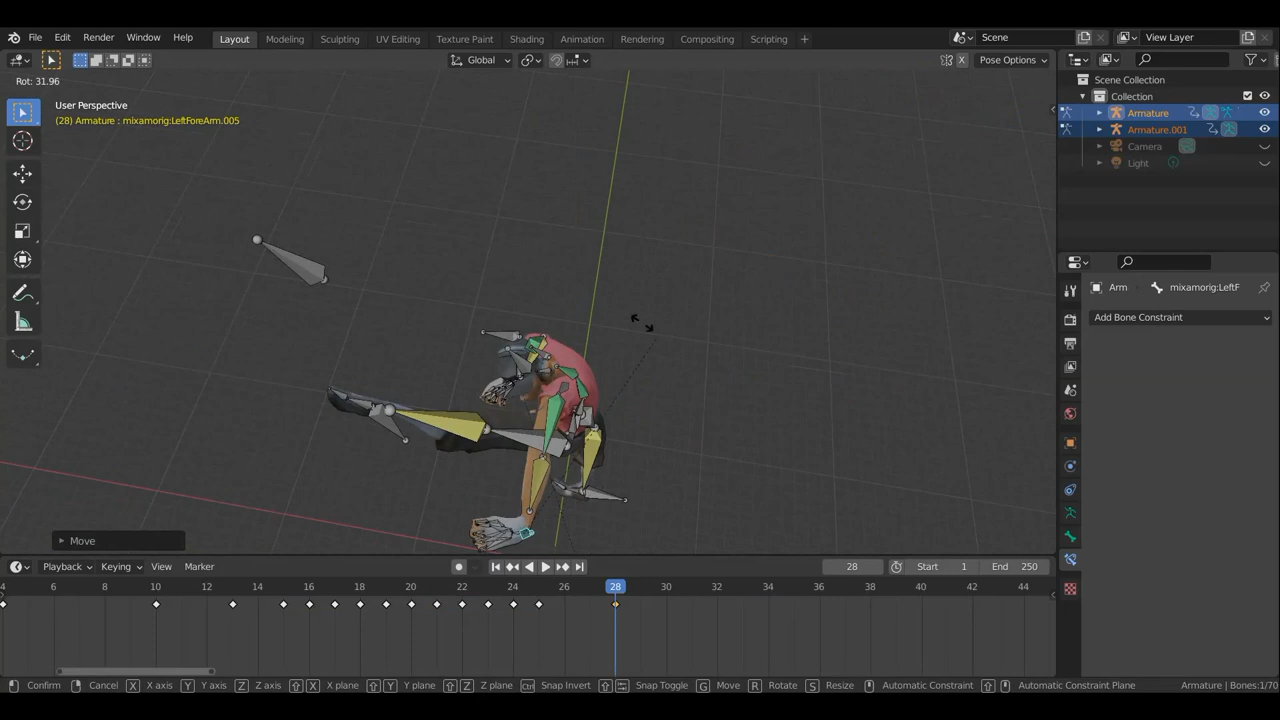 File Edit Render Window Help Layout Modeling Sculpting UV Editing Texture Paint Shading Animation Rendering Compositing Scripting + Scene View Layer
Global X Pose Options
Rot: 31.96
User Perspective
(28) Armature : mixamorig:LeftForeArm.005
Scene Collection
Collection
Armature
Armature.001
Camera
Light
Arm mixamorig:LeftF
Add Bone Constraint
Move
Playback Keying View Marker 28 Start 1 End 250
4 6 8 10 12 14 16 18 20 22 24 26 28 30 32 34 36 38 40 42 44
Confirm Cancel X X axis Y Y axis Z Z axis X X plane Y Y plane Z Z plane Ctrl Snap Invert Snap Toggle G Move R Rotate S Resize Automatic Constraint Automatic Constraint Plane Armature | Bones:1/70